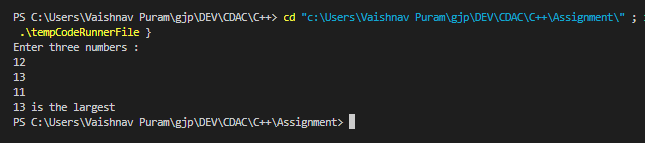 PS C:\Users\Vaishnav Puram\gjp\DEV\CDAC\C++> cd "c:\Users\Vaishnav Puram\gjp\DEV\CDAC\C++\Assignment\" ;
.\tempCodeRunnerFile }
Enter three numbers :
12
13
11
13 is the largest
PS C:\Users\Vaishnav Puram\gjp\DEV\CDAC\C++\Assignment>